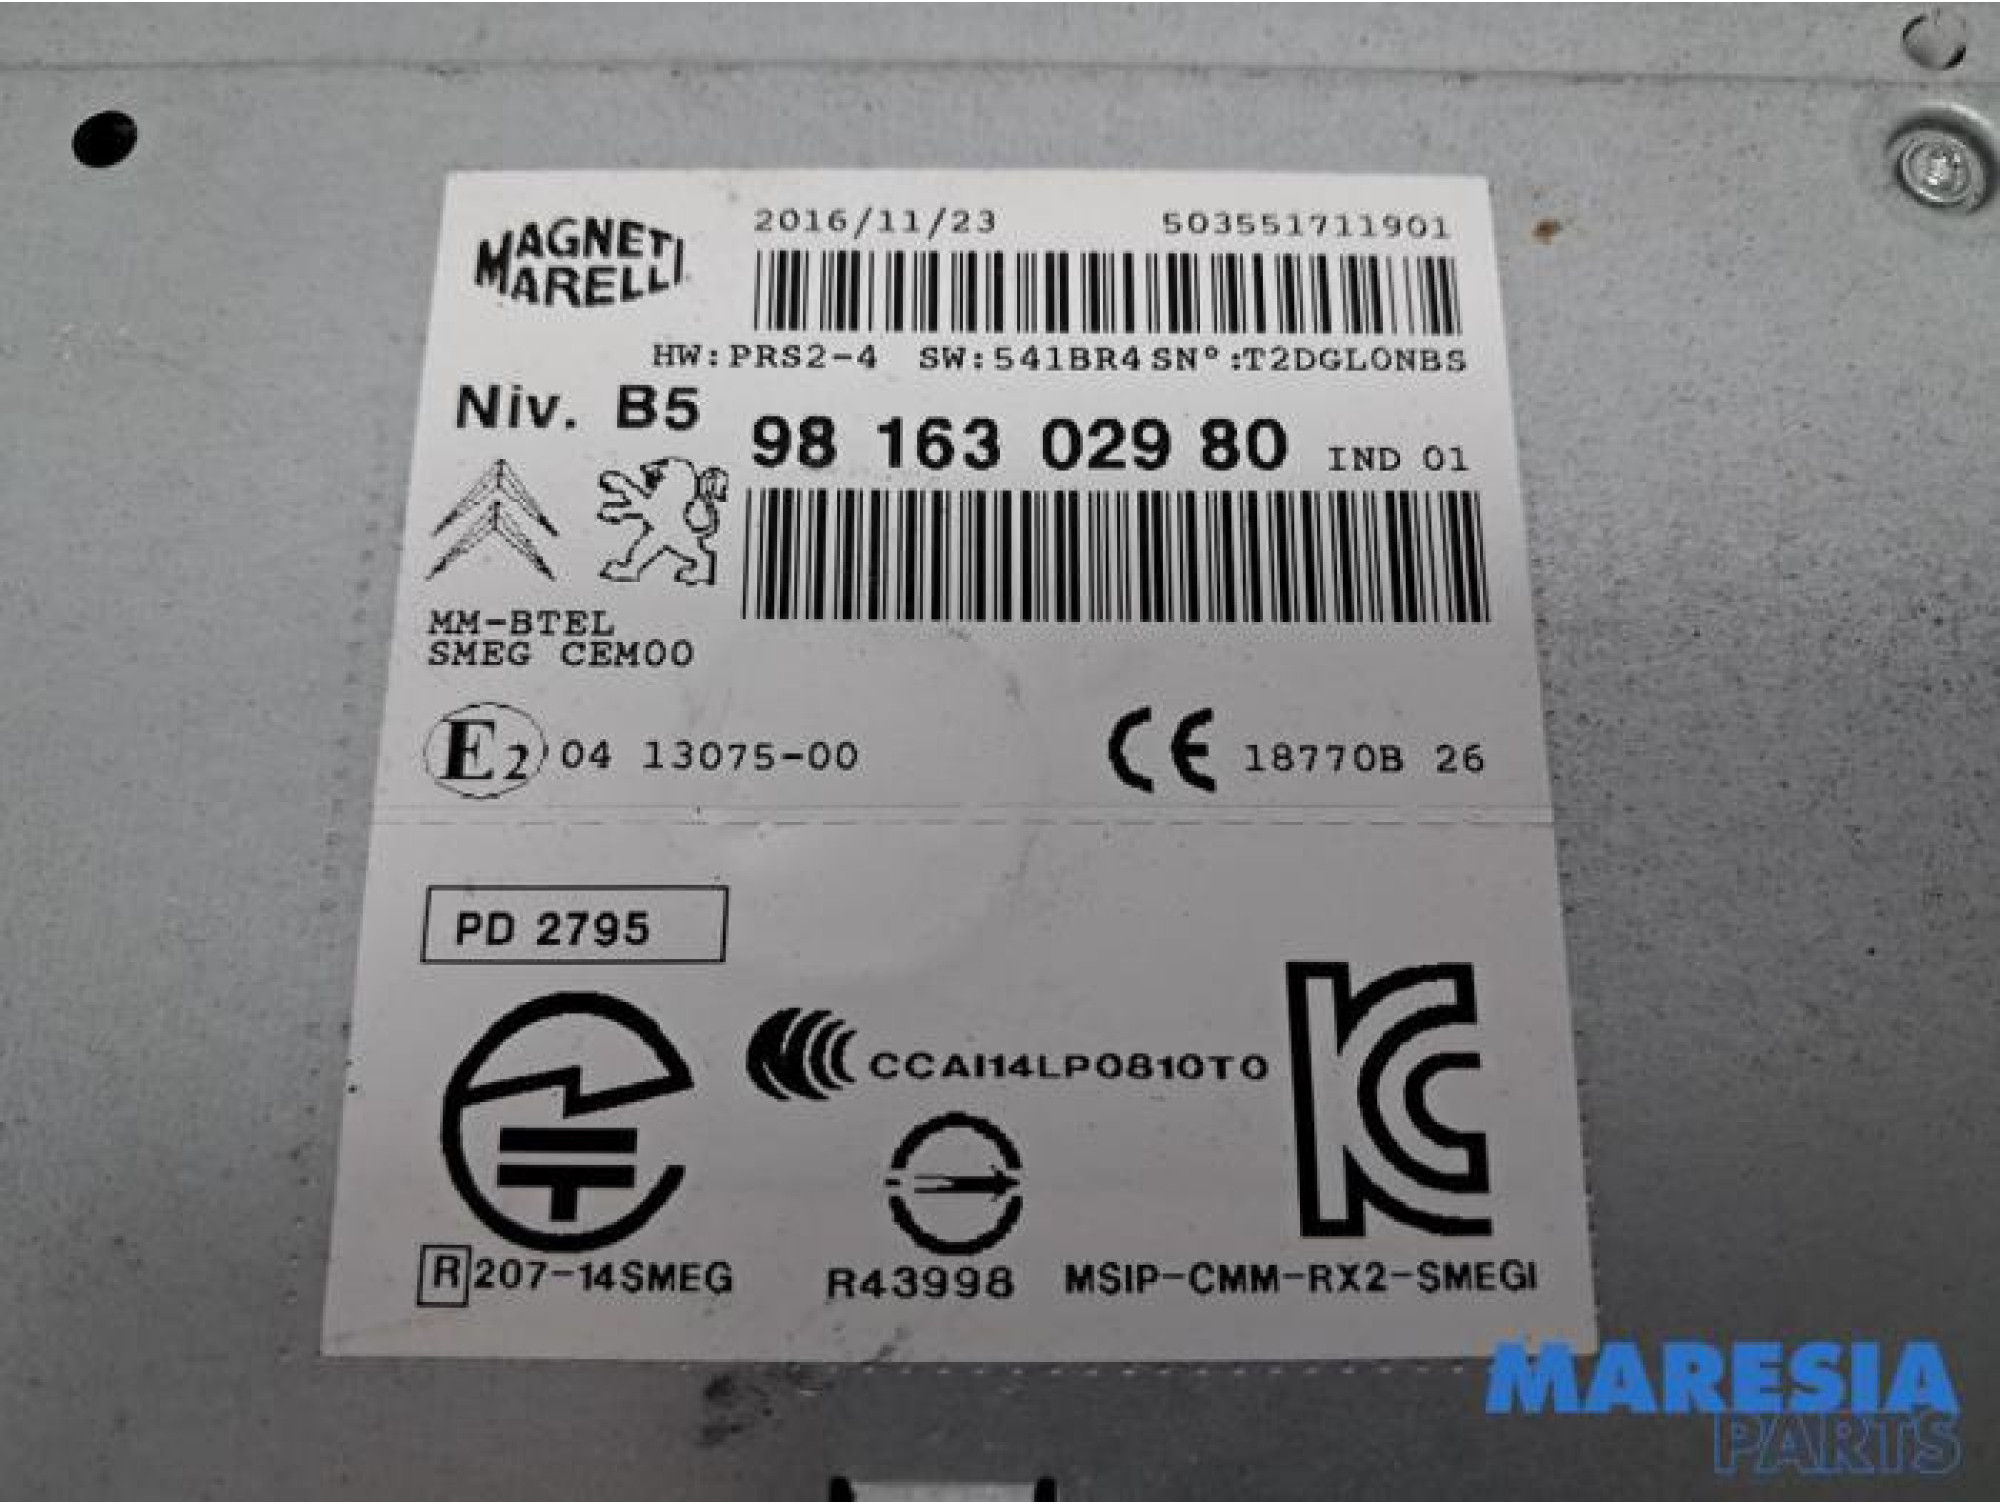 MAGNETI
MARELLI
2016/11/23 503551711901
HW:PRS2-4 SW:541BR4 SN°:T2DGLONBS
Niv. B5
98 163 029 80 IND 01
MM-BTEL
SMEG CEM00
E2 04 13075-00
CE 18770B 26
PD 2795
CCAI14LP0810T0
R 207-14SMEG
R43998
MSIP-CMM-RX2-SMEGI
MARESIA
PARTS